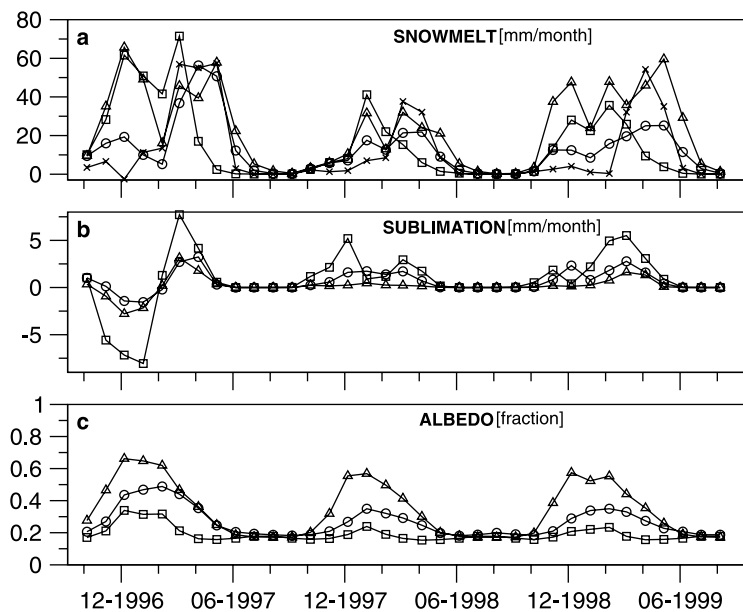 80
a
SNOWMELT [mm/month]
60
40
20
0
b
SUBLIMATION [mm/month]
5
0
-5
1
c
ALBEDO [fraction]
0.8
0.6
0.4
0.2
0
12-1996 06-1997 12-1997 06-1998 12-1998 06-1999